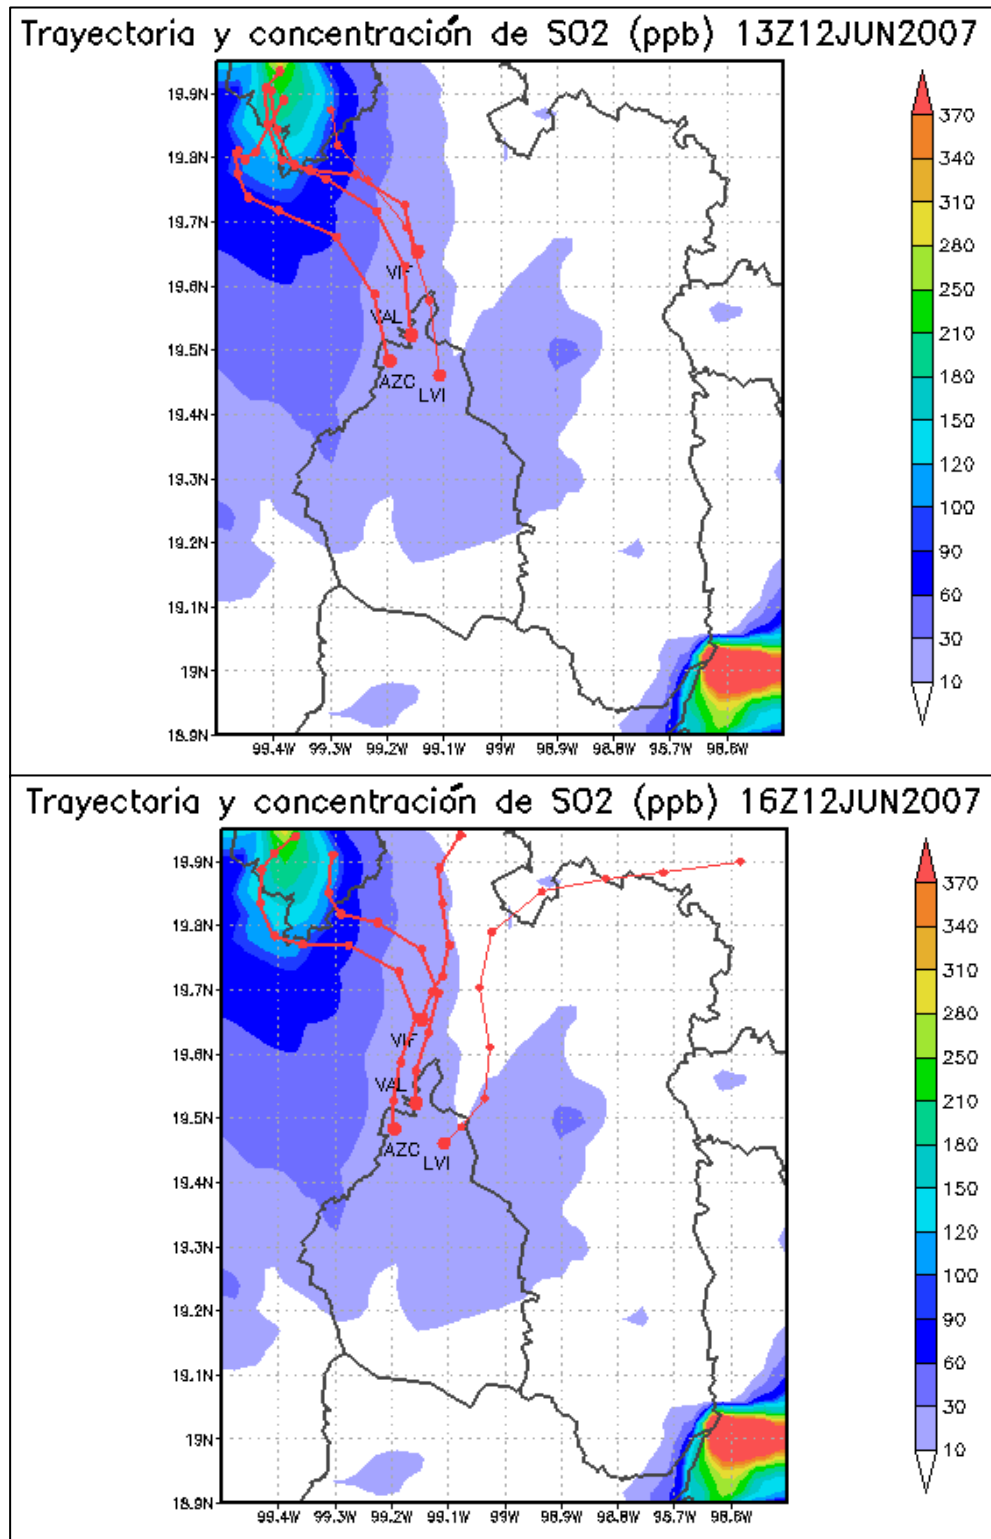 Trayectoria y concentración de SO2 (ppb) 13Z12JUN2007
19.9N
19.8N
19.7N
19.6N
19.5N
19.4N
19.3N
19.2N
19.1N
19N
18.9N
99.4W 99.3W 99.2W 99.1W 99W 98.9W 98.8W 98.7W 98.6W
VIF
VAL
AZC
LVI
370
340
310
280
250
210
180
150
120
100
90
60
30
10
Trayectoria y concentración de SO2 (ppb) 16Z12JUN2007
19.9N
19.8N
19.7N
19.6N
19.5N
19.4N
19.3N
19.2N
19.1N
19N
18.9N
99.4W 99.3W 99.2W 99.1W 99W 98.9W 98.8W 98.7W 98.6W
VIF
VAL
AZC
LVI
370
340
310
280
250
210
180
150
120
100
90
60
30
10